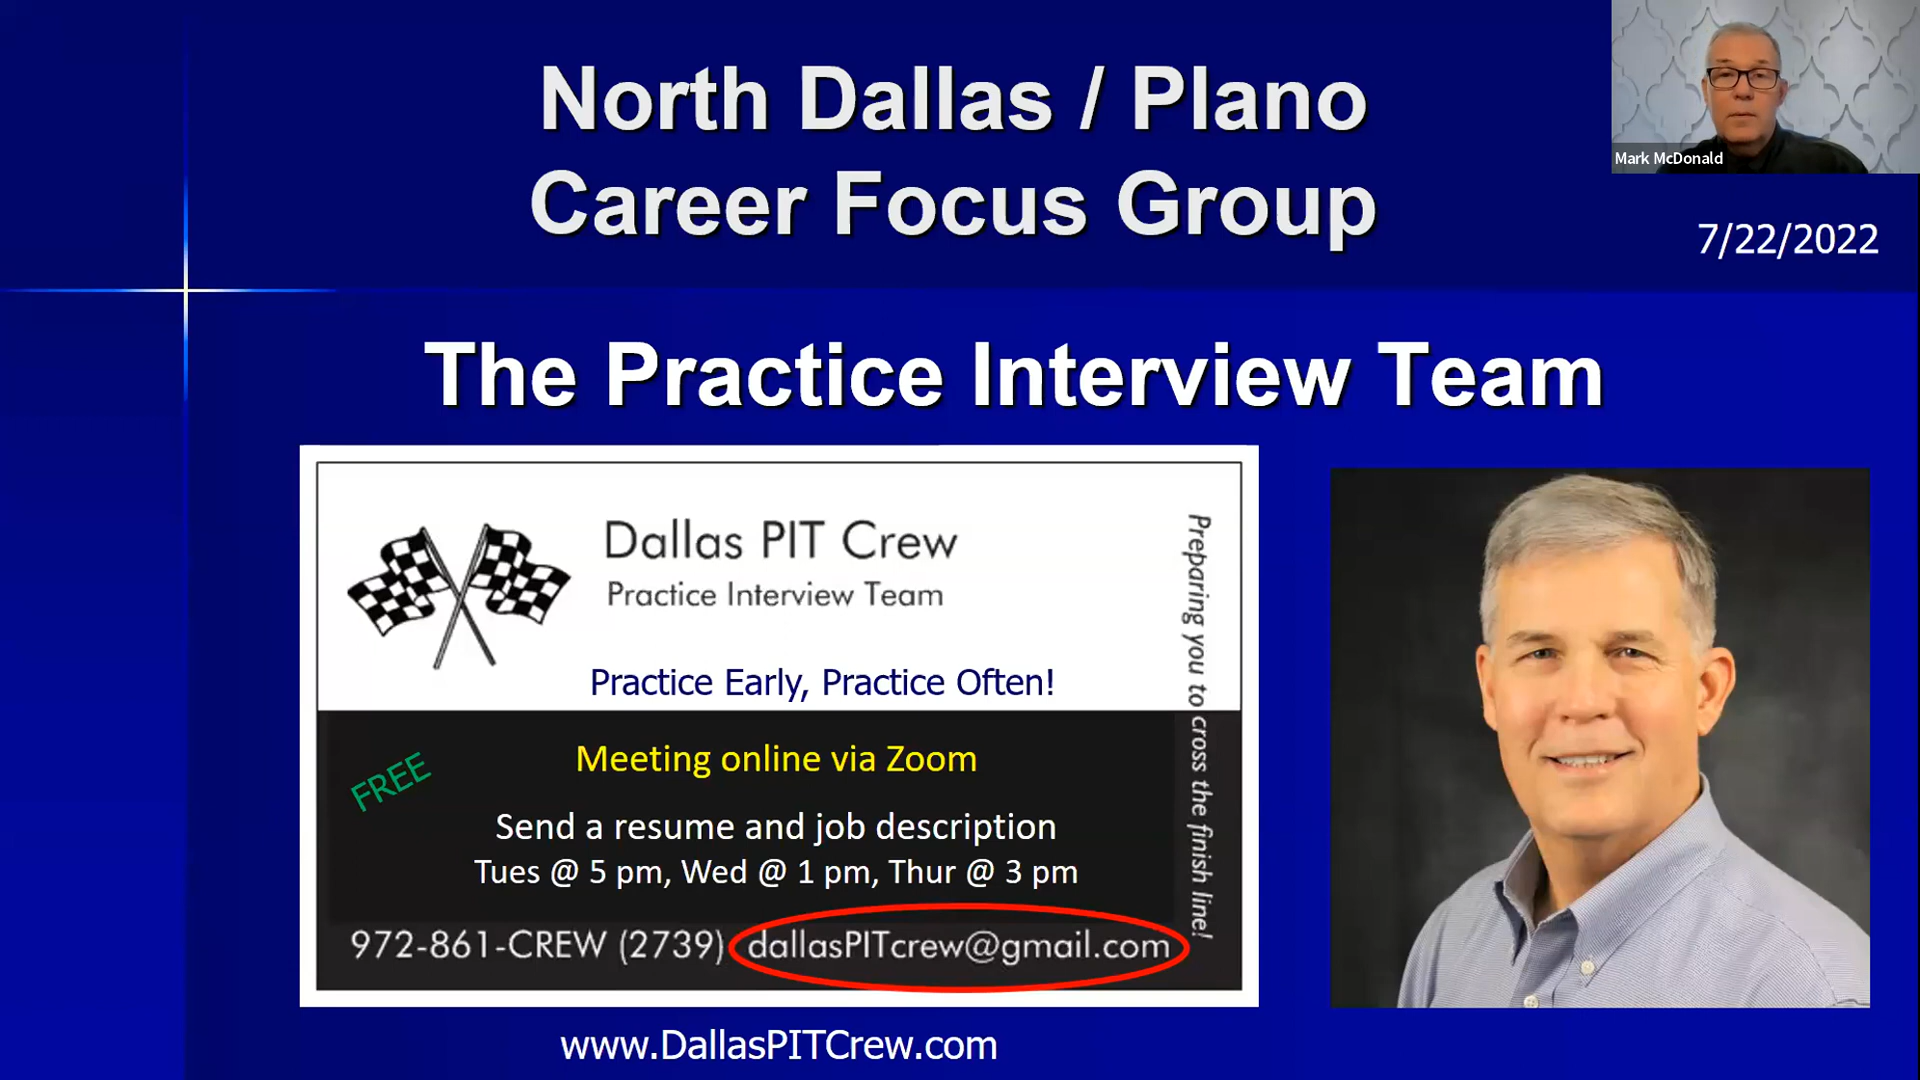 North Dallas / Plano
Career Focus Group
Mark McDonald
7/22/2022
The Practice Interview Team
Dallas PIT Crew
Practice Interview Team
Practice Early, Practice Often!
Preparing you to cross the finish line!
FREE
Meeting online via Zoom
Send a resume and job description
Tues @ 5 pm, Wed @ 1 pm, Thur @ 3 pm
972-861-CREW (2739) dallasPITcrew@gmail.com
www.DallasPITCrew.com